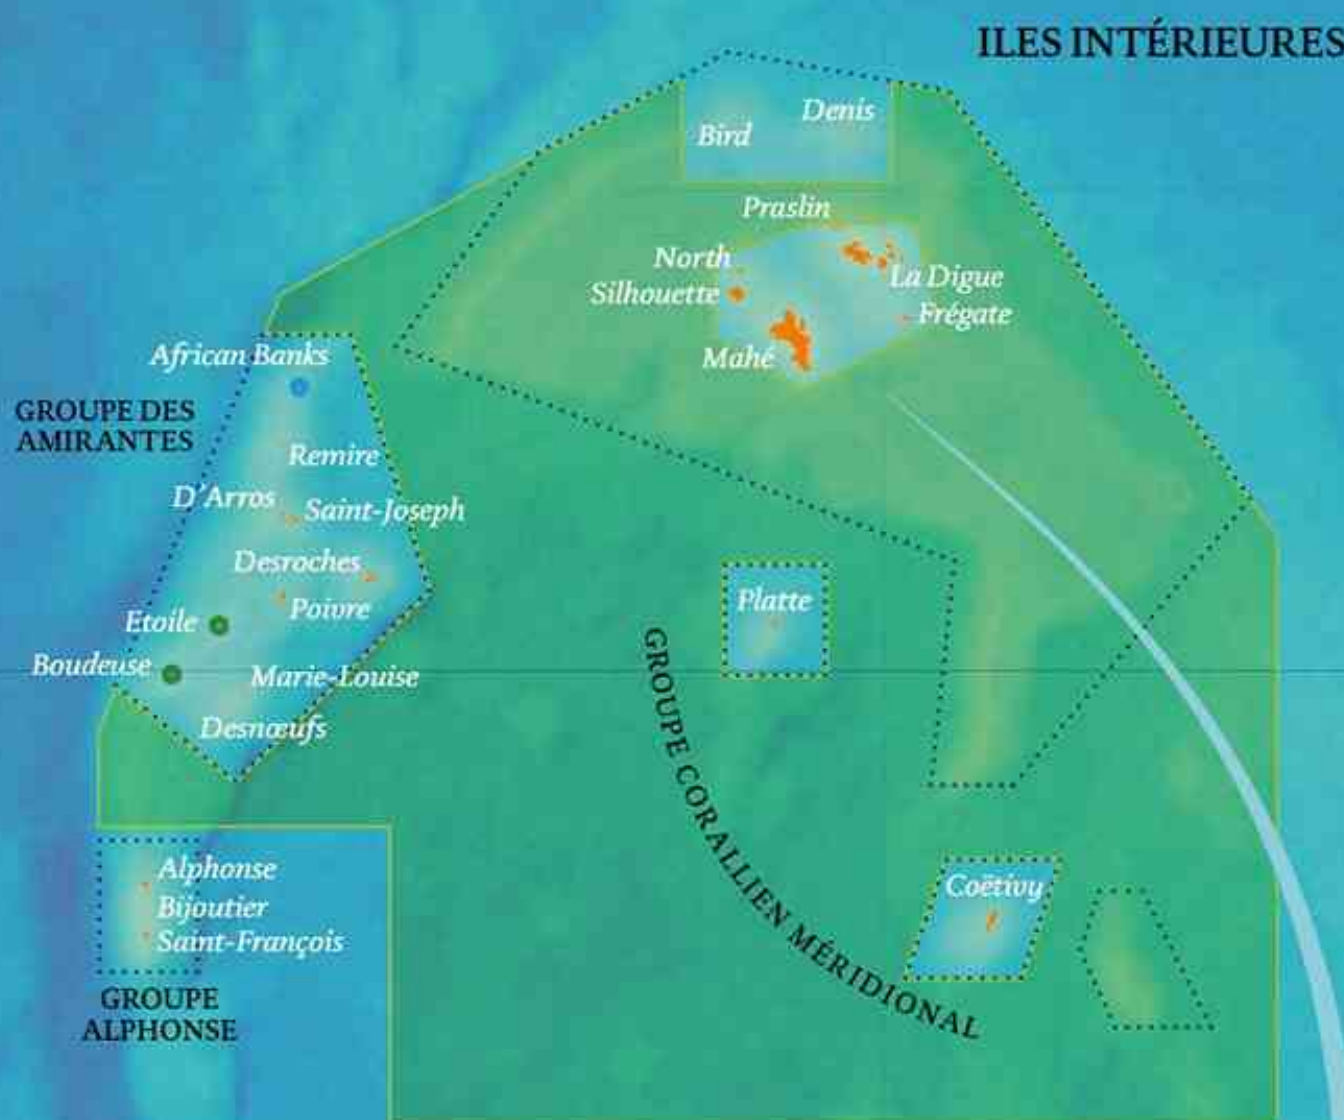 ILES INTÉRIEURES
Denis
Bird
Praslin
North
Silhouette
La Digue
Frégate
Mahé
African Banks
GROUPE DES
AMIRANTES
Remire
D'Arros
Saint-Joseph
Desroches
Poivre
Etoile
Boudeuse
Marie-Louise
Desnœufs
Platte
GROUPE CORALLIEN MÉRIDIONAL
Coëtivy
Alphonse
Bijoutier
Saint-François
GROUPE
ALPHONSE